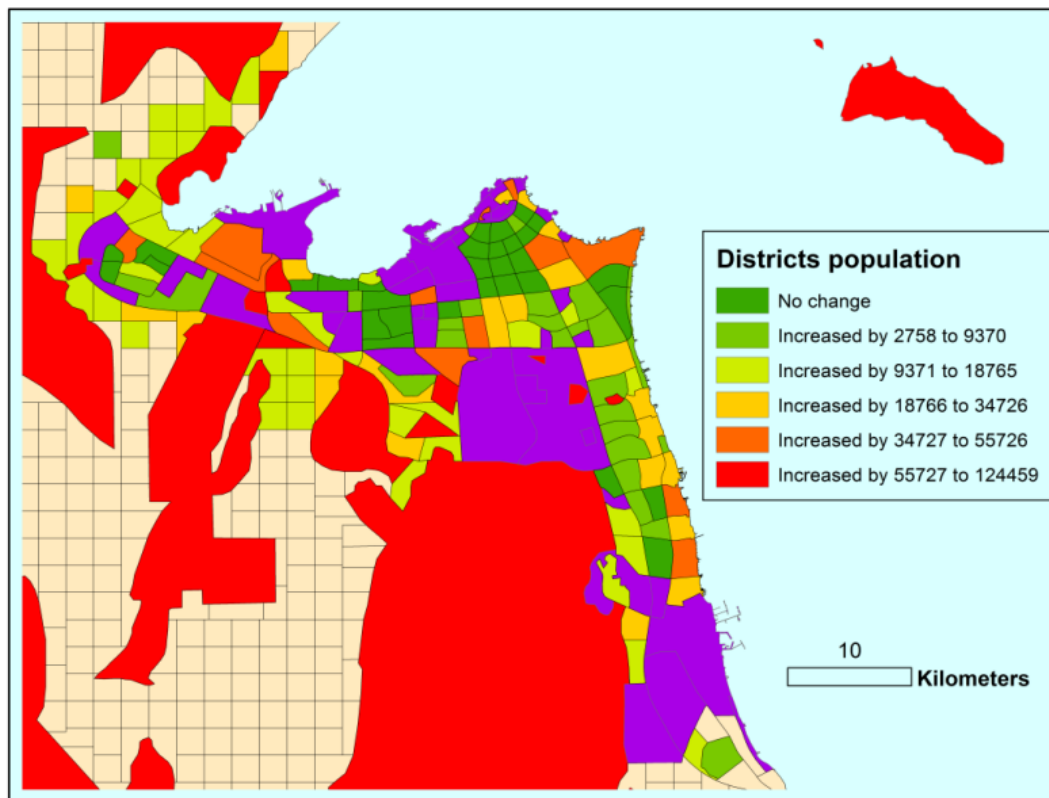 Districts population
No change
Increased by 2758 to 9370
Increased by 9371 to 18765
Increased by 18766 to 34726
Increased by 34727 to 55726
Increased by 55727 to 124459
10
Kilometers